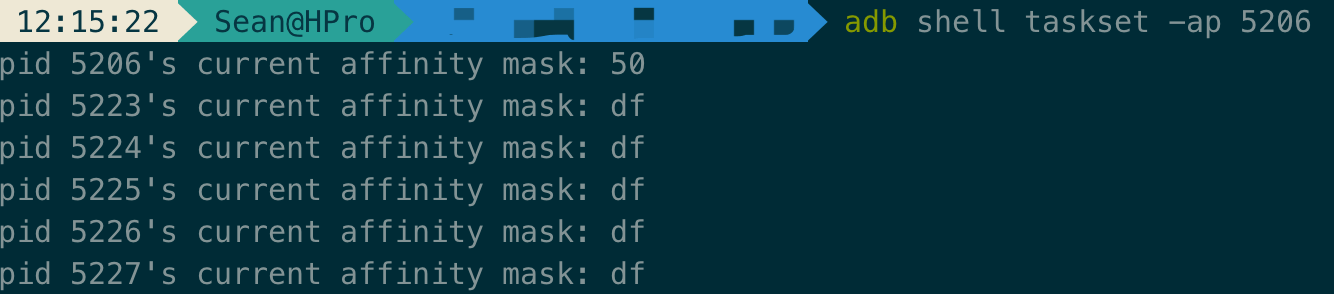 12:15:22 Sean@HPro adb shell taskset -ap 5206
pid 5206's current affinity mask: 50
pid 5223's current affinity mask: df
pid 5224's current affinity mask: df
pid 5225's current affinity mask: df
pid 5226's current affinity mask: df
pid 5227's current affinity mask: df